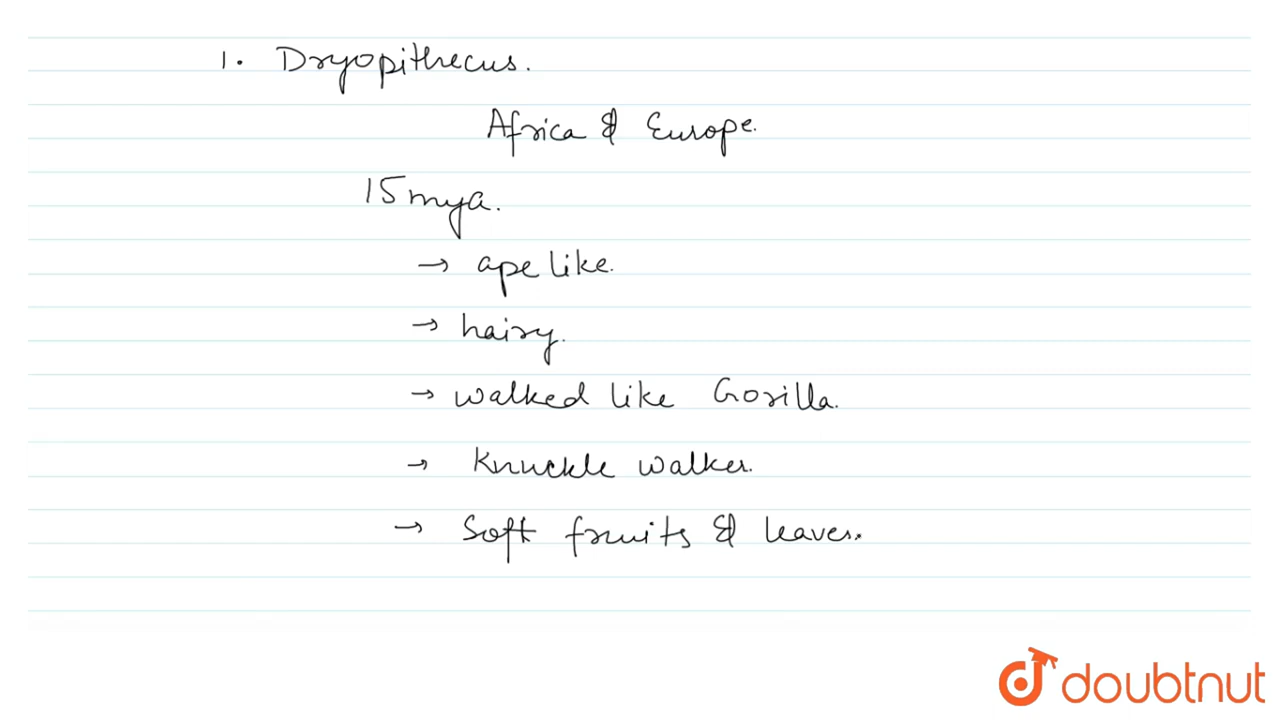 1. Dryopithecus.
Africa & Europe.
15 mya.
→ ape like.
→ hairy.
→ walked like Gorilla.
→ Knuckle walker.
→ Soft fruits & leaves.
doubtnut